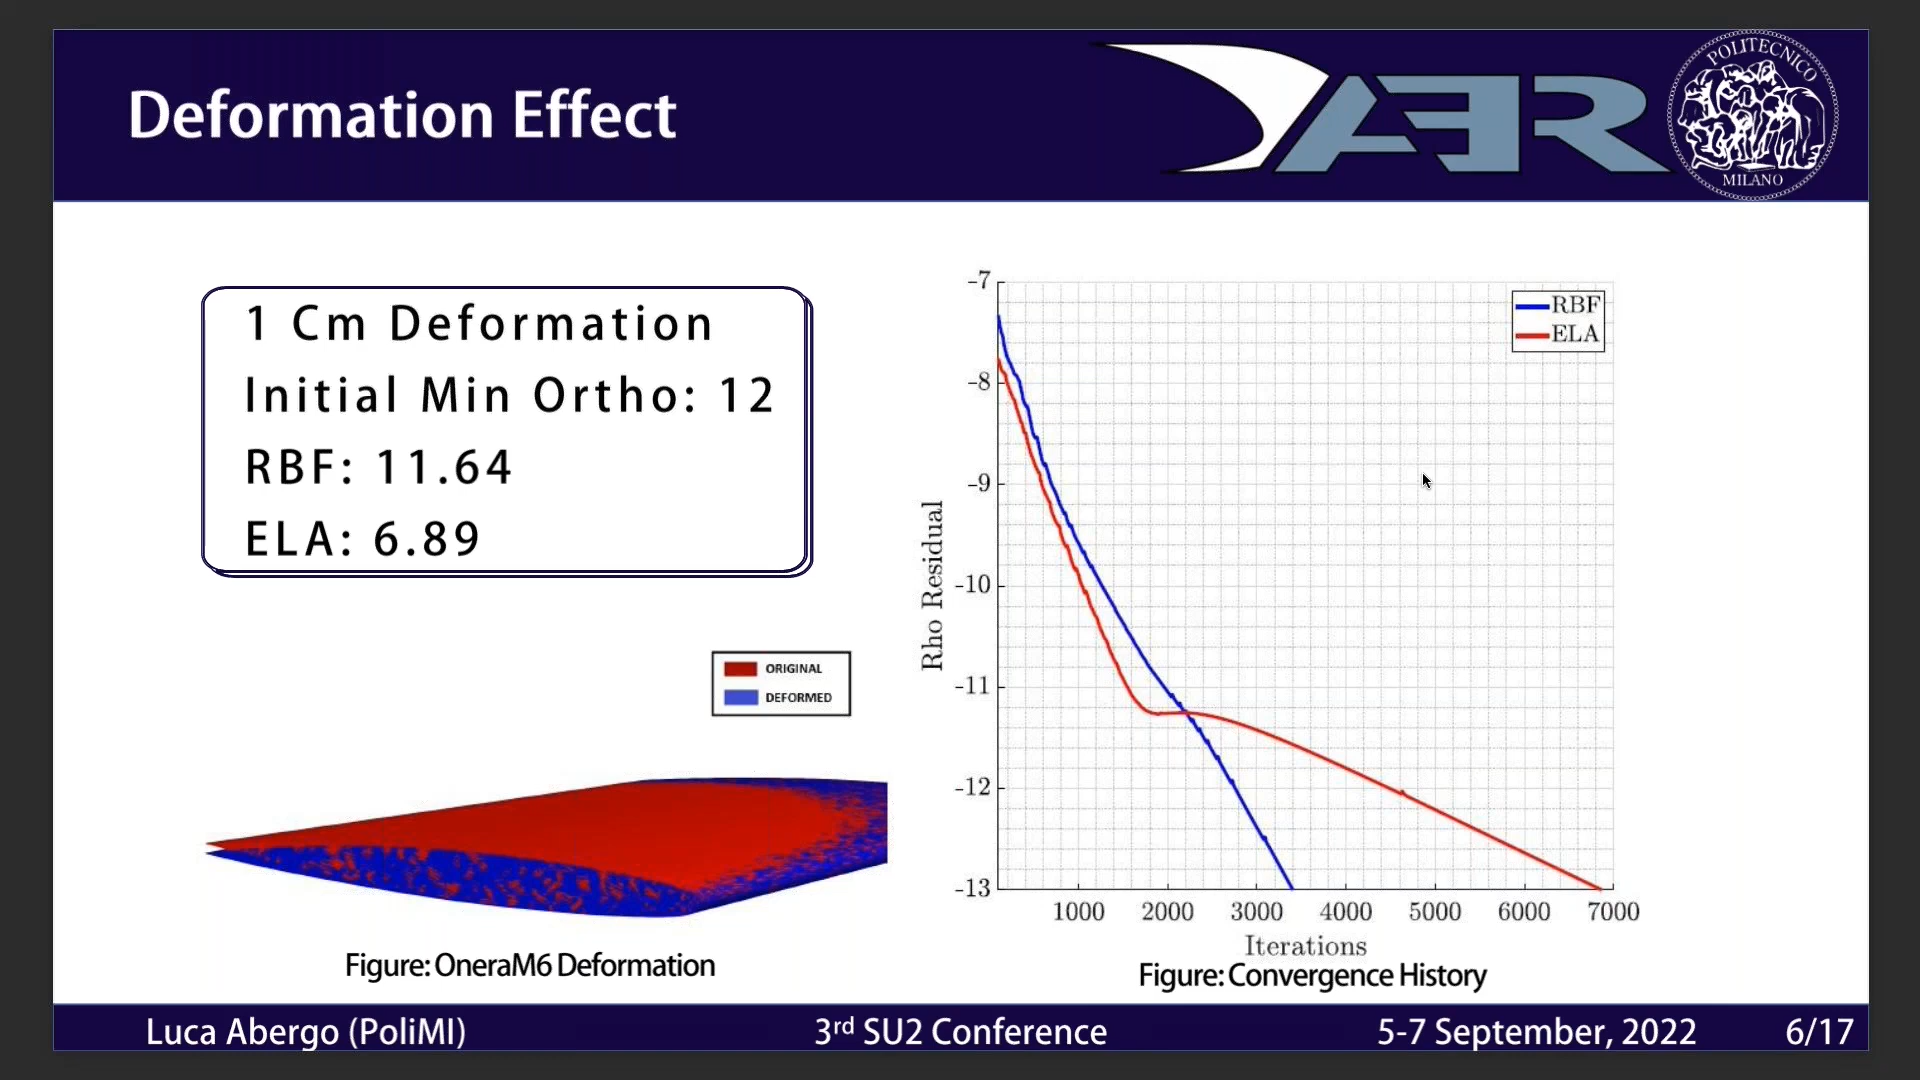 Deformation Effect
AER
POLITECNICO
MILANO
1 Cm Deformation
Initial Min Ortho: 12
RBF: 11.64
ELA: 6.89
ORIGINAL
DEFORMED
Figure: OneraM6 Deformation
RBF
ELA
-7
-8
-9
-10
-11
-12
-13
Rho Residual
1000 2000 3000 4000 5000 6000 7000
Iterations
Figure: Convergence History
Luca Abergo (PoliMI) 3rd SU2 Conference 5-7 September, 2022 6/17